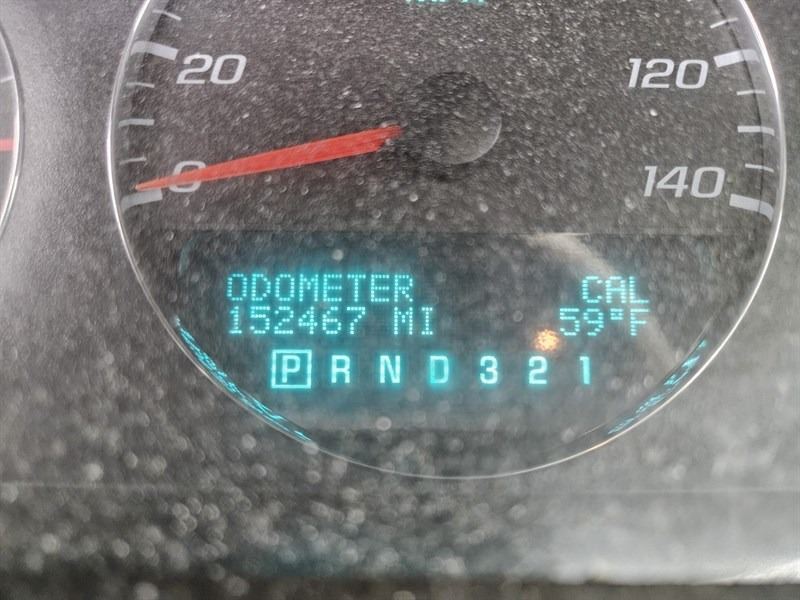 20 120
0 140
ODOMETER CAL
152467 MI 59°F
P R N D 3 2 1